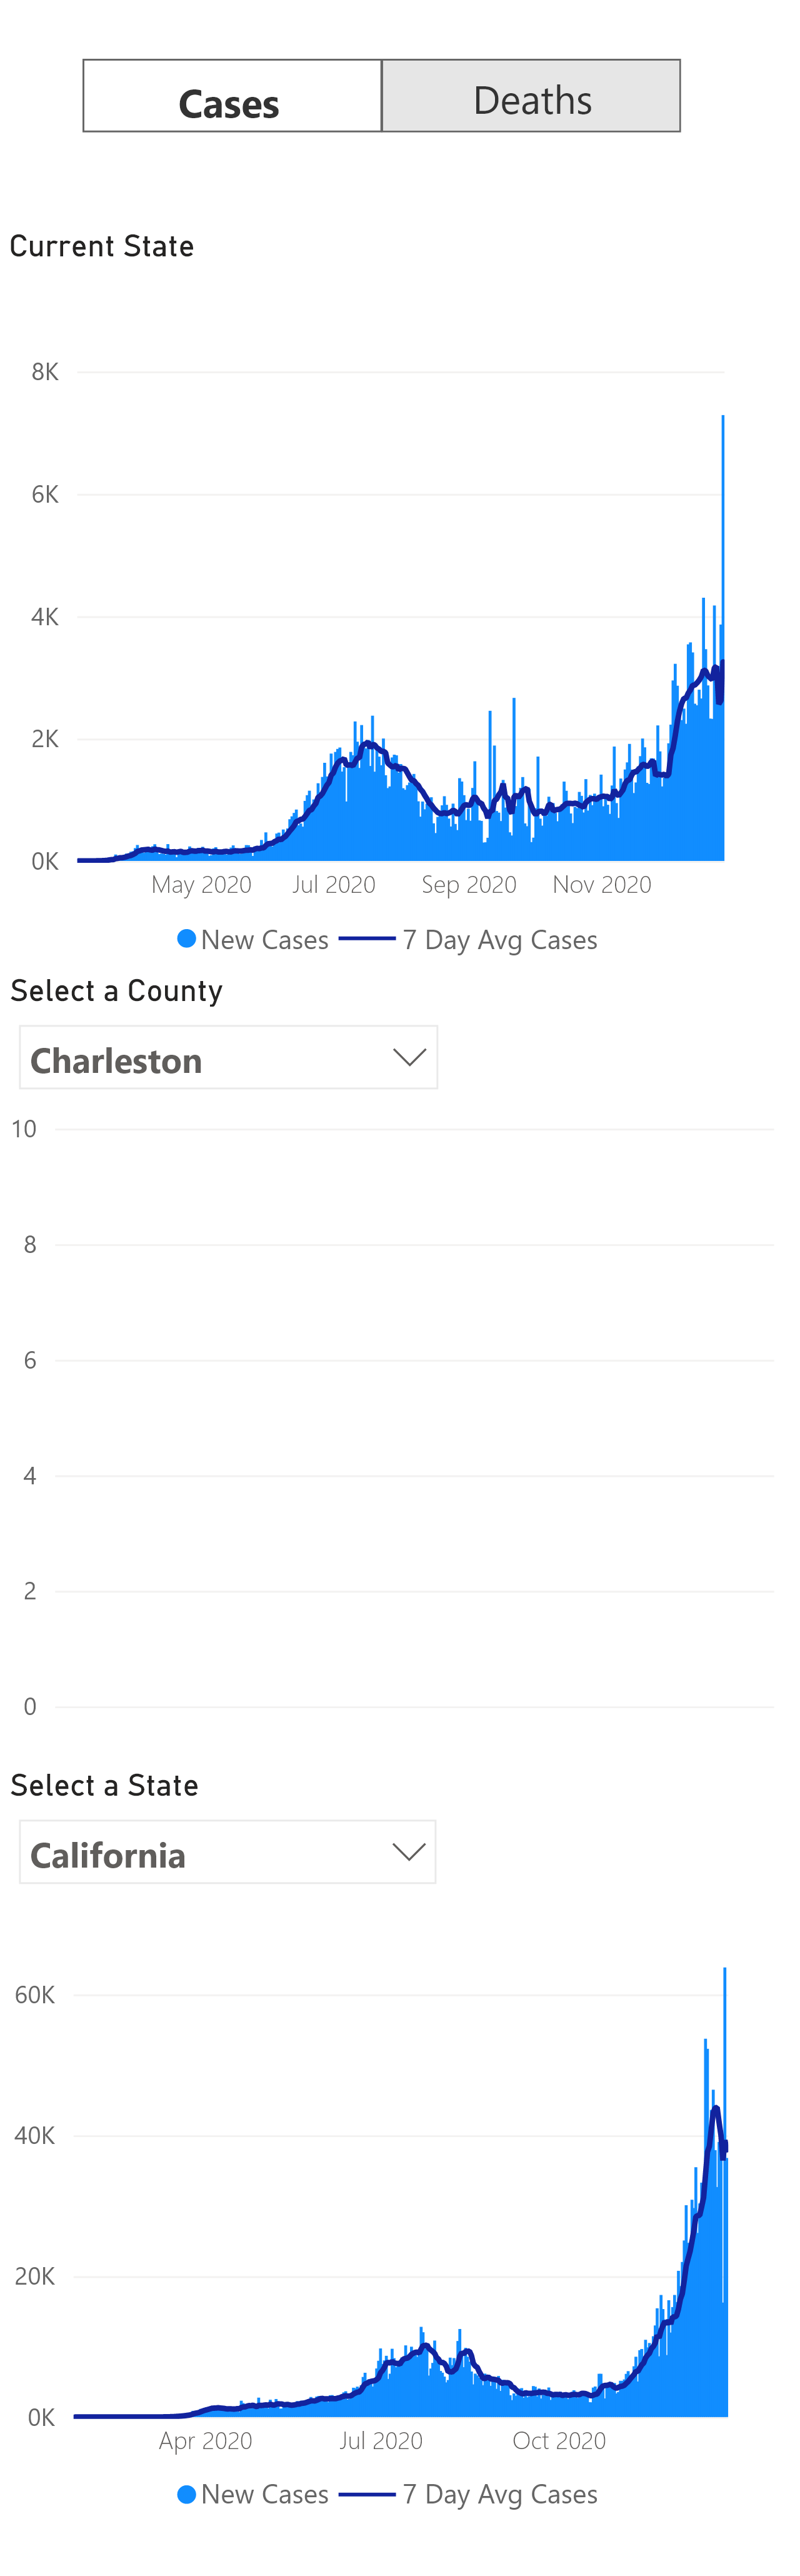 Cases Deaths
Current State
8K
6K
4K
2K
0K
May 2020 Jul 2020 Sep 2020 Nov 2020
New Cases 7 Day Avg Cases
Select a County
Charleston
10
8
6
4
2
0
Select a State
California
60K
40K
20K
0K
Apr 2020 Jul 2020 Oct 2020
New Cases 7 Day Avg Cases